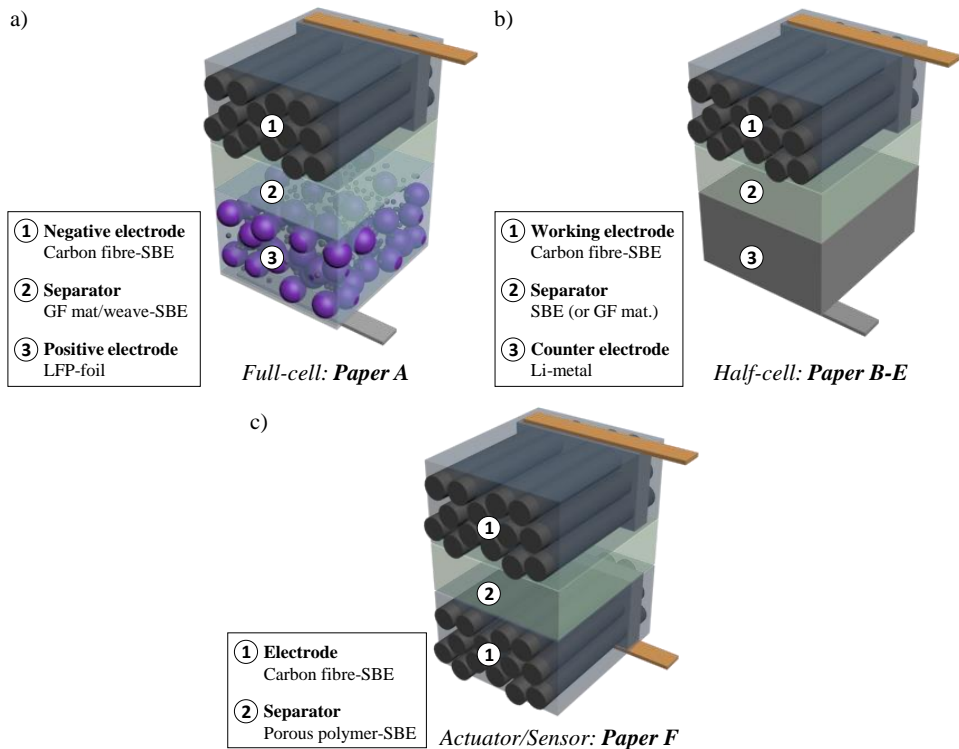 a)
1
2
3
1 Negative electrode
Carbon fibre-SBE
2 Separator
GF mat/weave-SBE
3 Positive electrode
LFP-foil
Full-cell: Paper A
b)
1
2
3
1 Working electrode
Carbon fibre-SBE
2 Separator
SBE (or GF mat.)
3 Counter electrode
Li-metal
Half-cell: Paper B-E
c)
1
2
1
1 Electrode
Carbon fibre-SBE
2 Separator
Porous polymer-SBE
Actuator/Sensor: Paper F